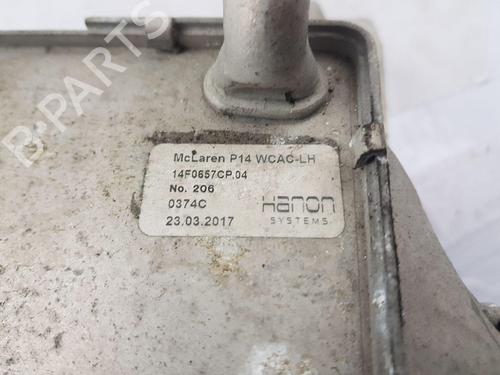 B-PARTS
McLaren P14 WCAC-LH
14F0657CP.04
No. 206
0374C
23.03.2017
Hanon
SYSTEMS